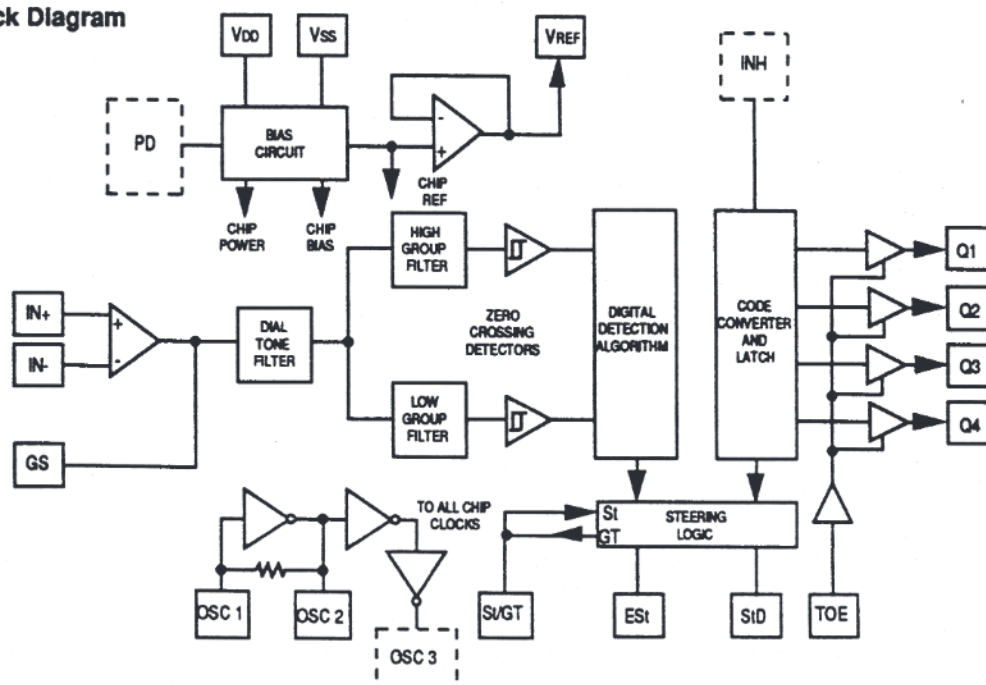 ck Diagram
VDD
VSS
VREF
INH
PD
BIAS
CIRCUIT
-
+
CHIP
REF
CHIP
POWER
CHIP
BIAS
HIGH
GROUP
FILTER
IN+
IN-
+
-
DIAL
TONE
FILTER
ZERO
CROSSING
DETECTORS
DIGITAL
DETECTION
ALGORITHM
CODE
CONVERTER
AND
LATCH
Q1
Q2
Q3
Q4
LOW
GROUP
FILTER
GS
TO ALL CHIP
CLOCKS
St
GT
STEERING
LOGIC
OSC 1
OSC 2
OSC 3
St/GT
ESt
StD
TOE